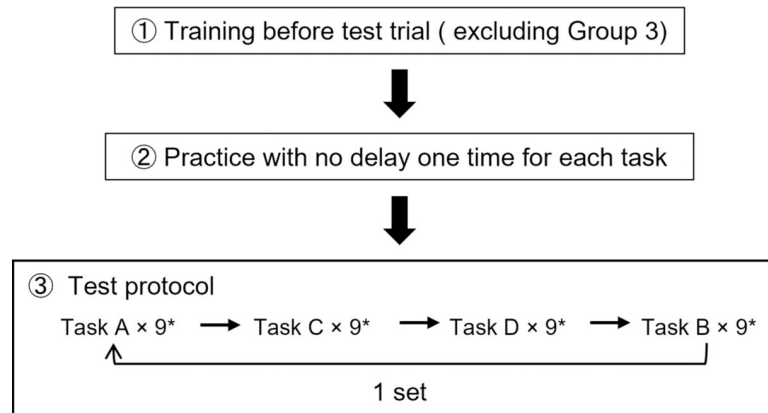 ① Training before test trial ( excluding Group 3)
② Practice with no delay one time for each task
③ Test protocol
Task A × 9* Task C × 9* Task D × 9* Task B × 9*
1 set